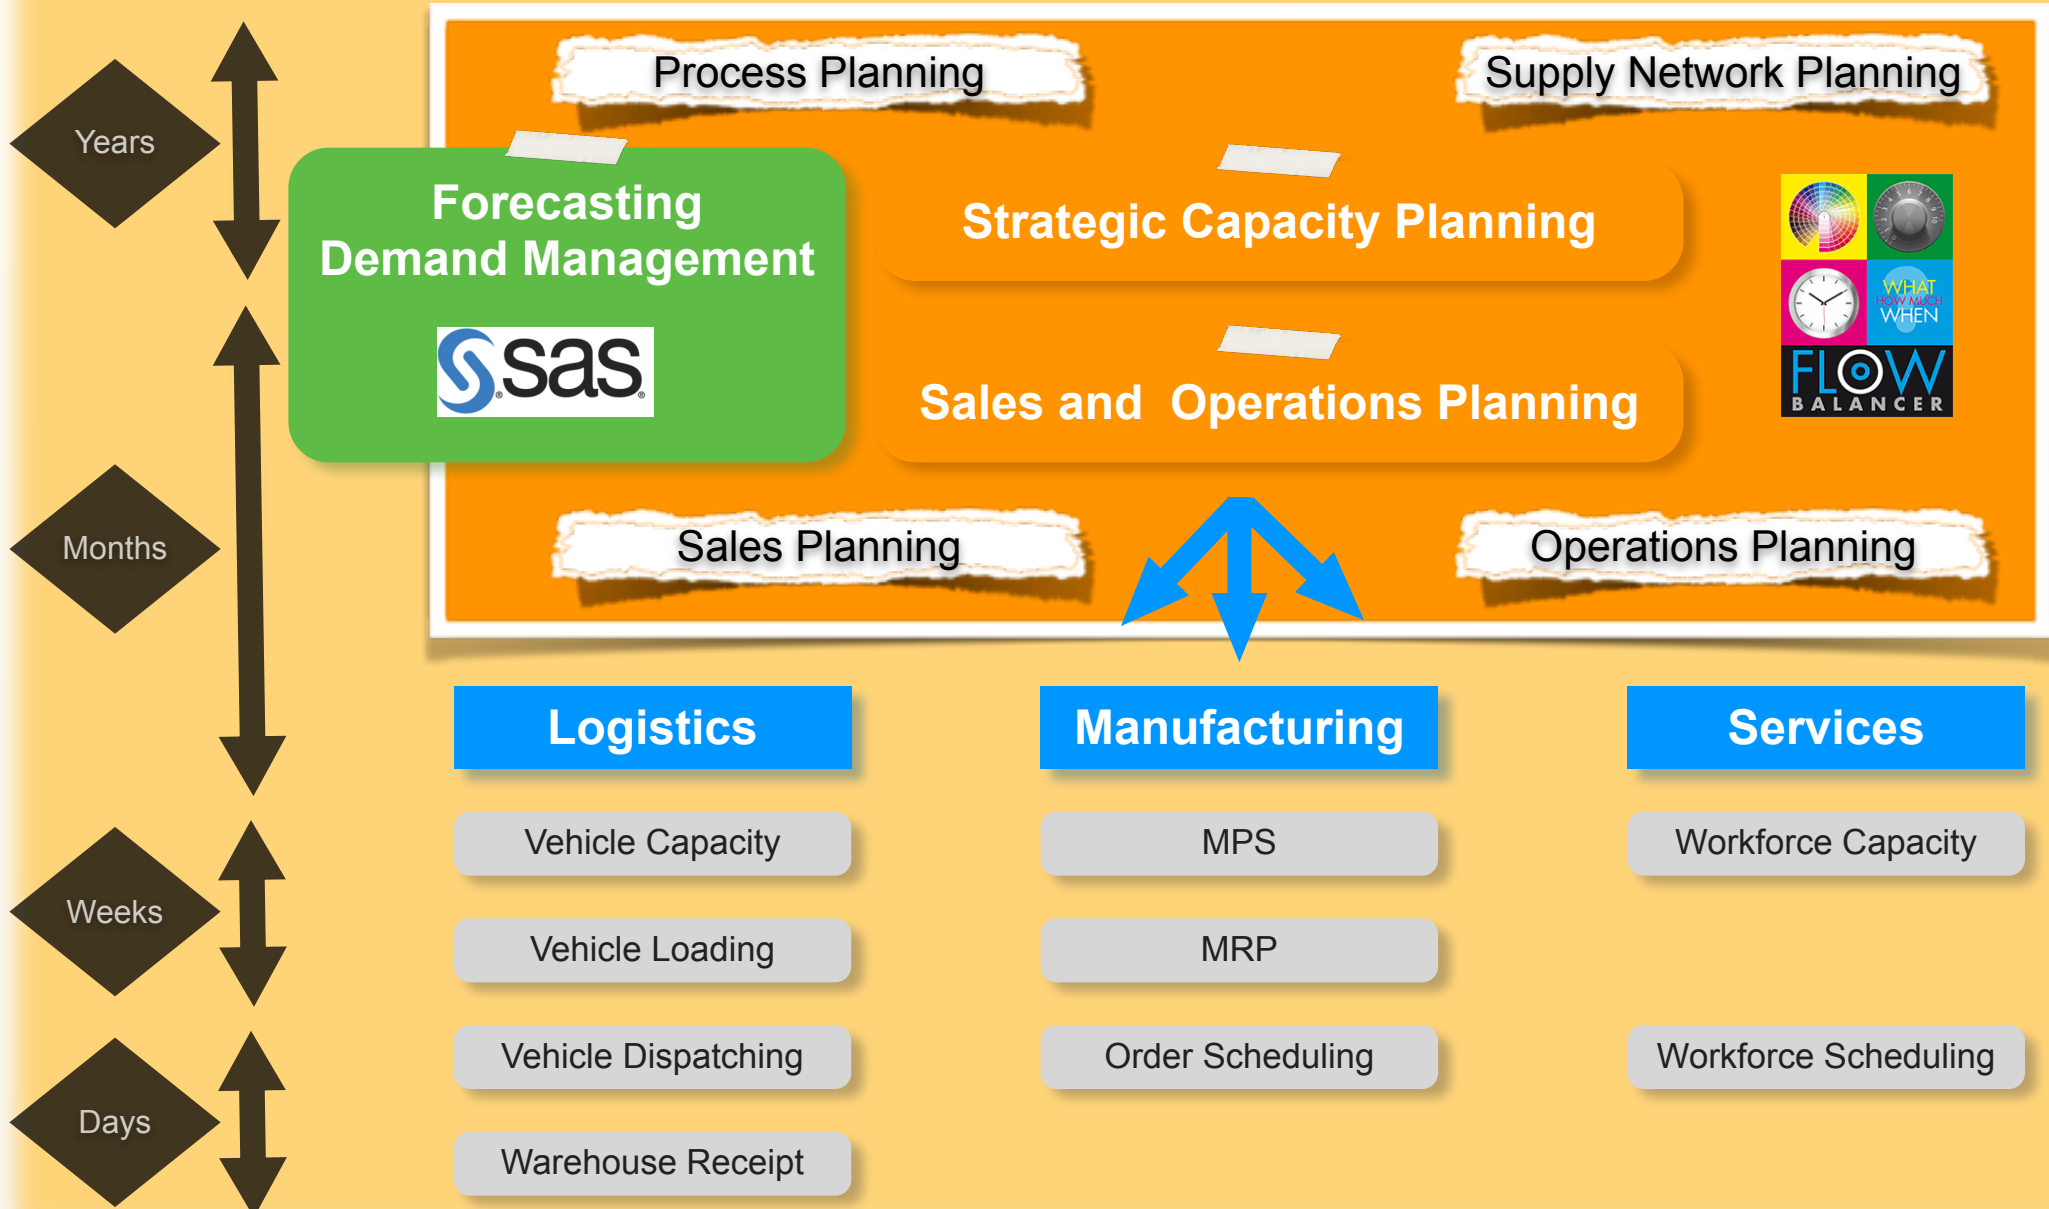 Process Planning
Supply Network Planning
Years
Forecasting
Demand Management
Strategic Capacity Planning
WHAT
HOW MUCH
WHEN
sas
FLOW
BALANCER
Sales and  Operations Planning
Months
Sales Planning
Operations Planning
Logistics
Manufacturing
Services
Vehicle Capacity
MPS
Workforce Capacity
Weeks
Vehicle Loading
MRP
Vehicle Dispatching
Order Scheduling
Workforce Scheduling
Days
Warehouse Receipt